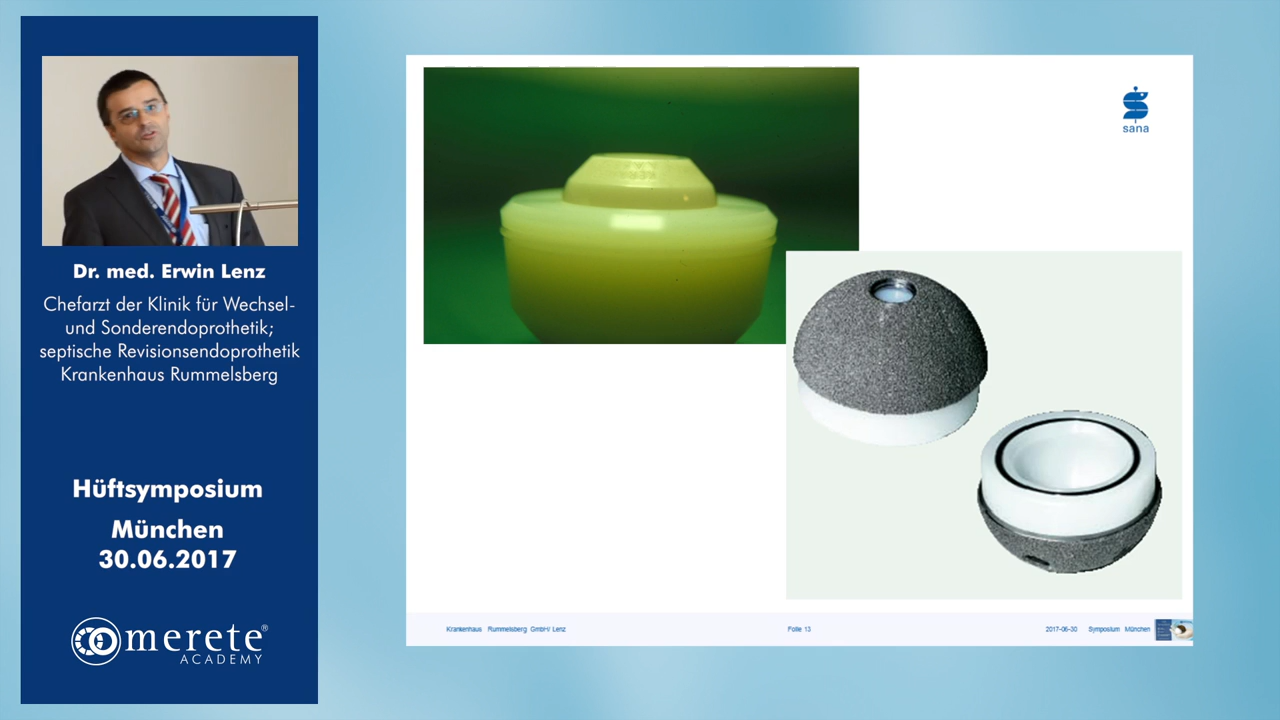 Dr. med. Erwin Lenz
Chefarzt der Klinik für Wechsel-
und Sonderendoprothetik;
septische Revisionsendoprothetik
Krankenhaus Rummelsberg
Hüftsymposium
München
30.06.2017
merete®
ACADEMY
sana
Krankenhaus Rummelsberg GmbH/ Lenz
Folie 13
2017-06-30 Symposium München